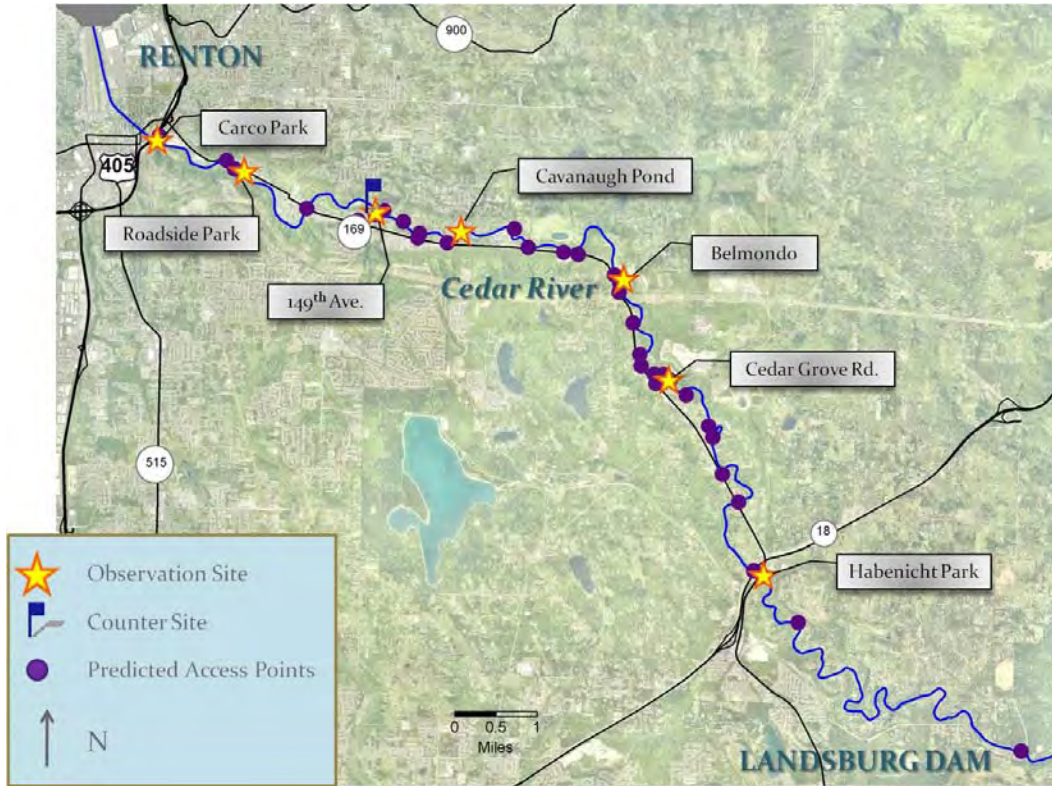 900
RENTON
Carco Park
405
Cavanaugh Pond
Roadside Park
169
Belmondo
Cedar River
149th Ave.
Cedar Grove Rd.
515
18
Habenicht Park
Observation Site
Counter Site
Predicted Access Points
N
0 0.5 1
Miles
LANDSBURG DAM